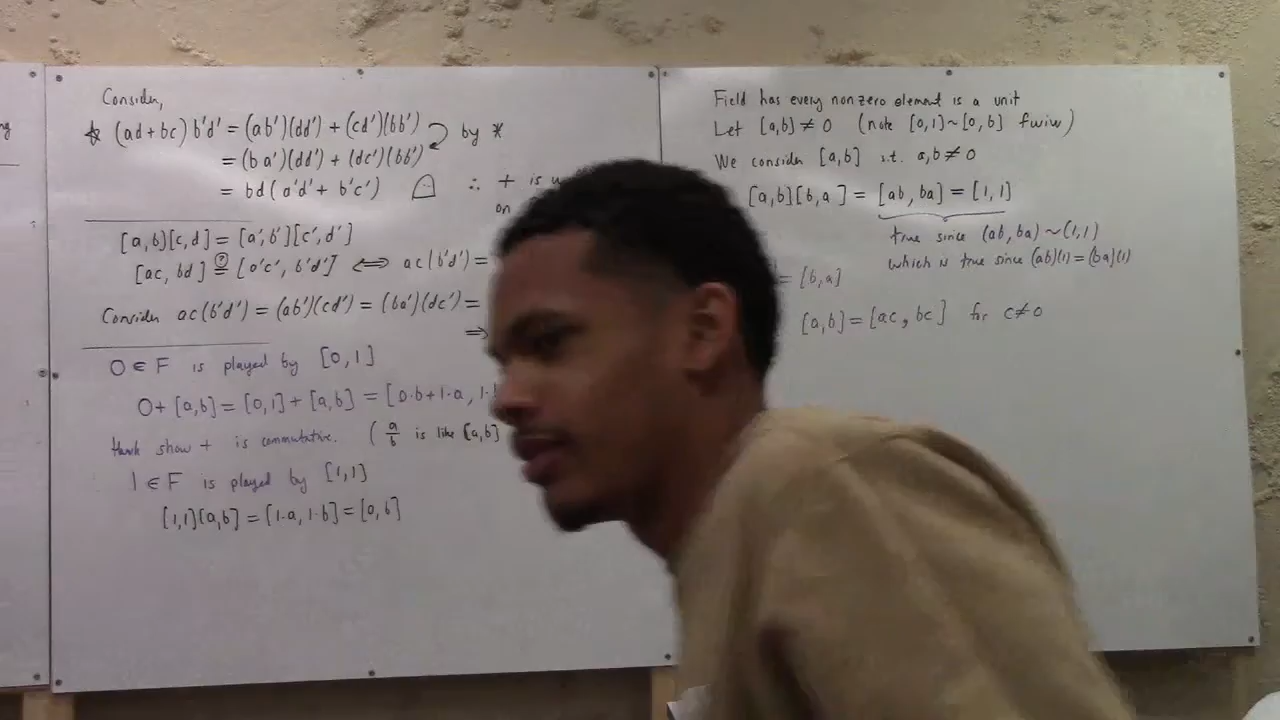 Consider,
☆ (ad+bc) b'd' = (ab')(dd') + (cd')(bb') by *
= (ba')(dd') + (dc')(bb')
= bd(a'd' + b'c') ∴ + is
on
[a,b][c,d] = [a',b'][c',d']
[ac, bd] ≟ [a'c', b'd'] ⟺ ac(b'd') =
Consider ac(b'd') = (ab')(cd') = (ba')(dc') =
⇒
0 ∈ F is played by [0,1]
0 + [a,b] = [0,1] + [a,b] = [0·b+1·a, 1·
show + is commutative. ( a/b is like [a,b]
1 ∈ F is played by [1,1]
[1,1][a,b] = [1·a, 1·b] = [a,b]
Field has every nonzero element is a unit
Let [a,b] ≠ 0 (note [0,1] ~ [0,b] fwiw)
We consider [a,b] s.t. a,b ≠ 0
[a,b][b,a] = [ab, ba] = [1,1]
true since (ab, ba) ~ (1,1)
which is true since (ab)(1) = (ba)(1)
= [b,a]
[a,b] = [ac, bc] for c≠0